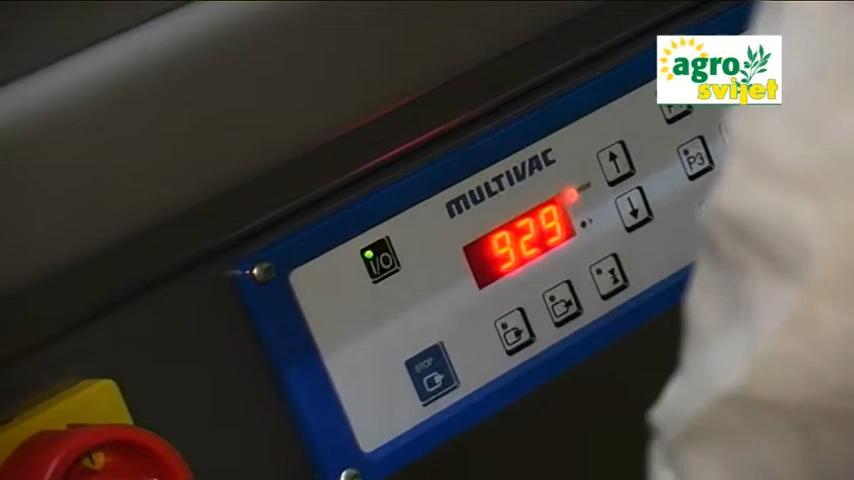 agro
svijet
MULTIVAC
929
I/O
P3
STOP